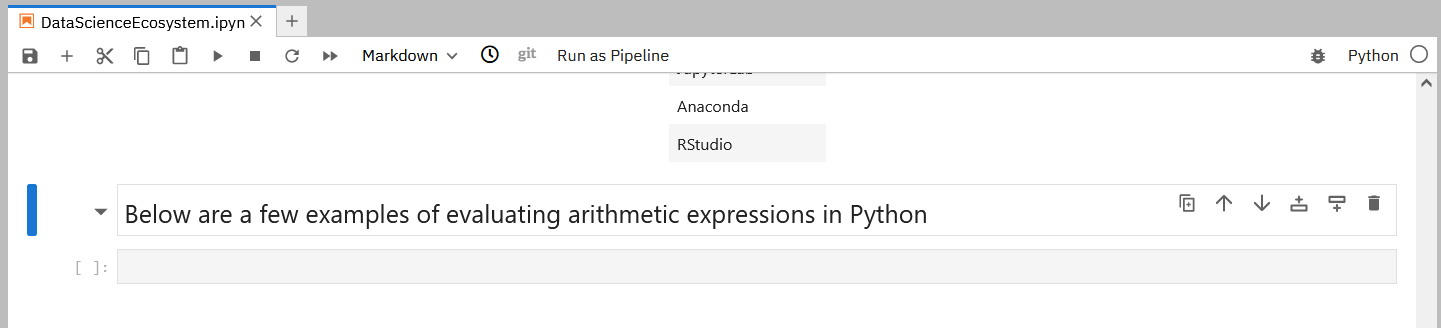 DataScienceEcosystem.ipyn
Markdown git Run as Pipeline Python
Anaconda
RStudio
Below are a few examples of evaluating arithmetic expressions in Python
[ ]: